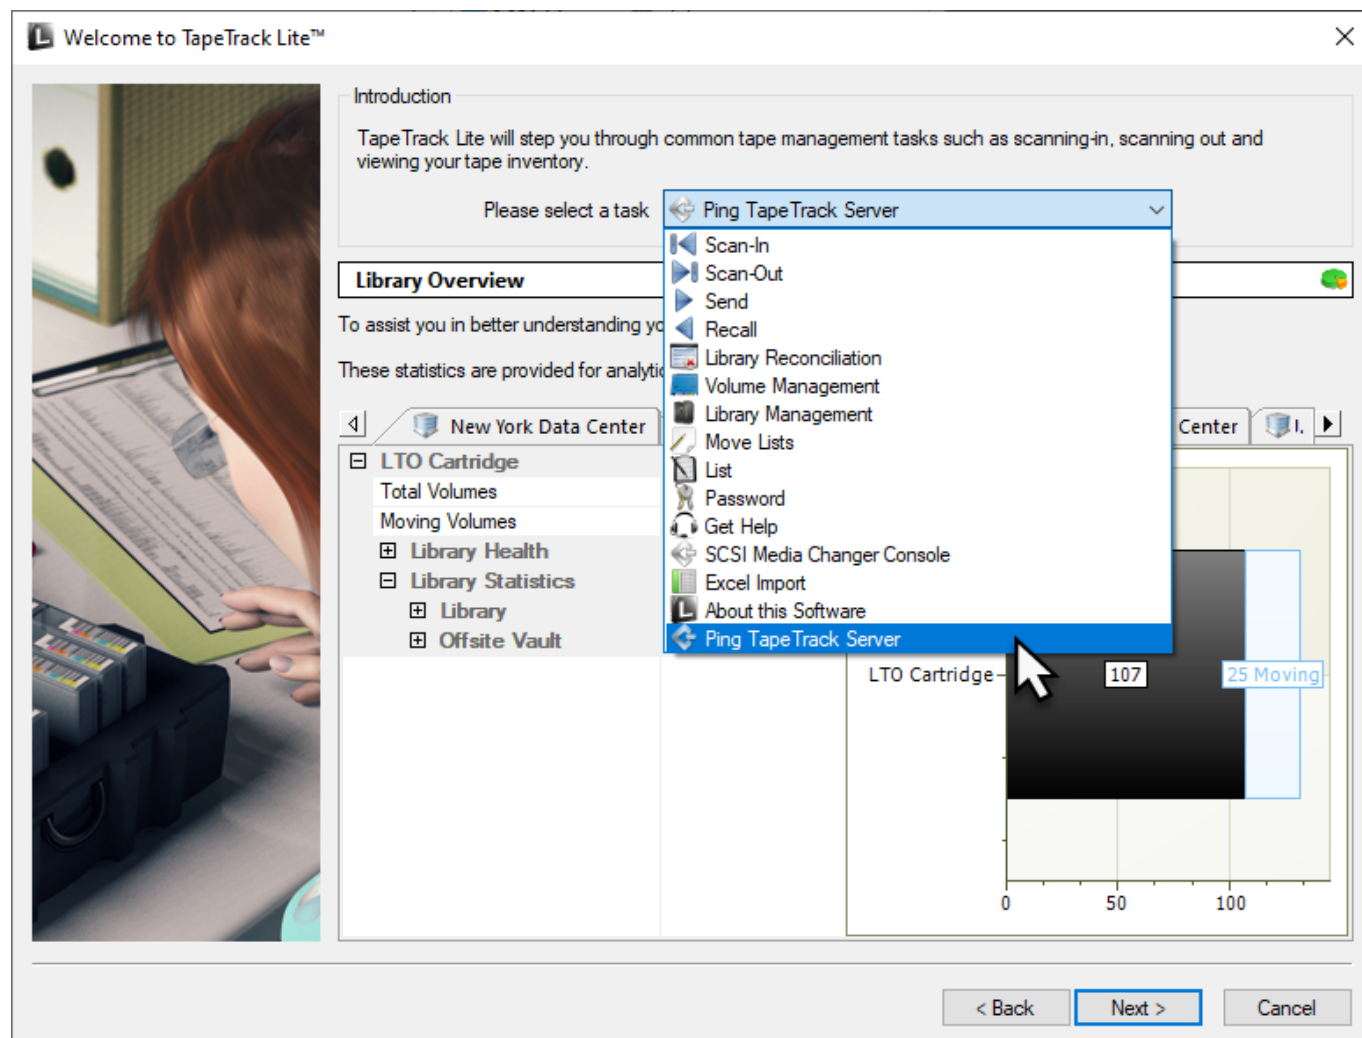 Welcome to TapeTrack Lite™
Introduction
TapeTrack Lite will step you through common tape management tasks such as scanning-in, scanning out and
viewing your tape inventory.
Please select a task
Ping TapeTrack Server
Scan-In
Scan-Out
Send
Recall
Library Reconciliation
Volume Management
Library Management
Move Lists
List
Password
Get Help
SCSI Media Changer Console
Excel Import
About this Software
Ping TapeTrack Server
Library Overview
To assist you in better understanding
These statistics are provided for
New York Data Center
Center
LTO Cartridge
Total Volumes
Moving Volumes
Library Health
Library Statistics
Library
Offsite Vault
LTO Cartridge
107
25 Moving
0 50 100
< Back Next > Cancel